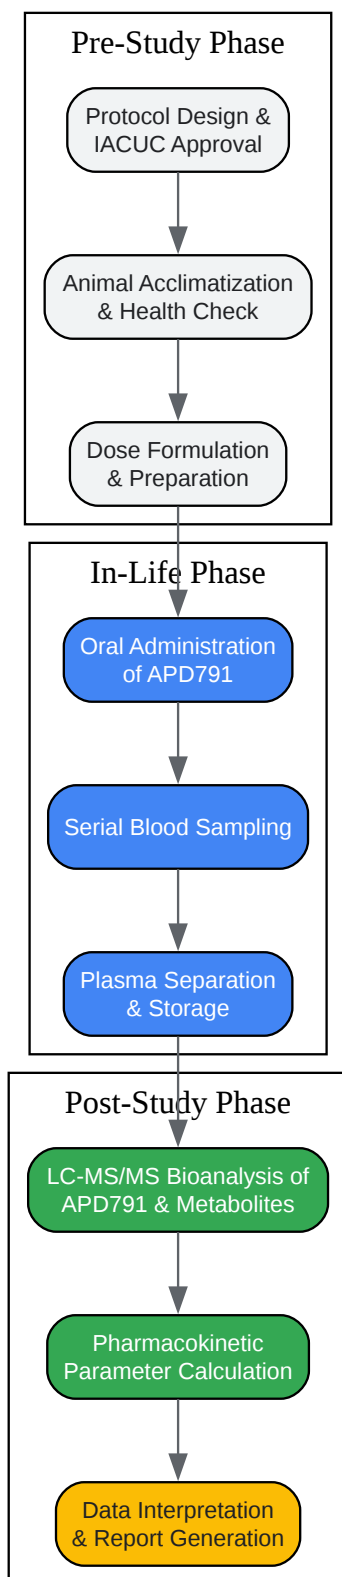 Pre-Study Phase
Protocol Design &
IACUC Approval
Animal Acclimatization
& Health Check
Dose Formulation
& Preparation
In-Life Phase
Oral Administration
of APD791
Serial Blood Sampling
Plasma Separation
& Storage
Post-Study Phase
LC-MS/MS Bioanalysis of
APD791 & Metabolites
Pharmacokinetic
Parameter Calculation
Data Interpretation
& Report Generation